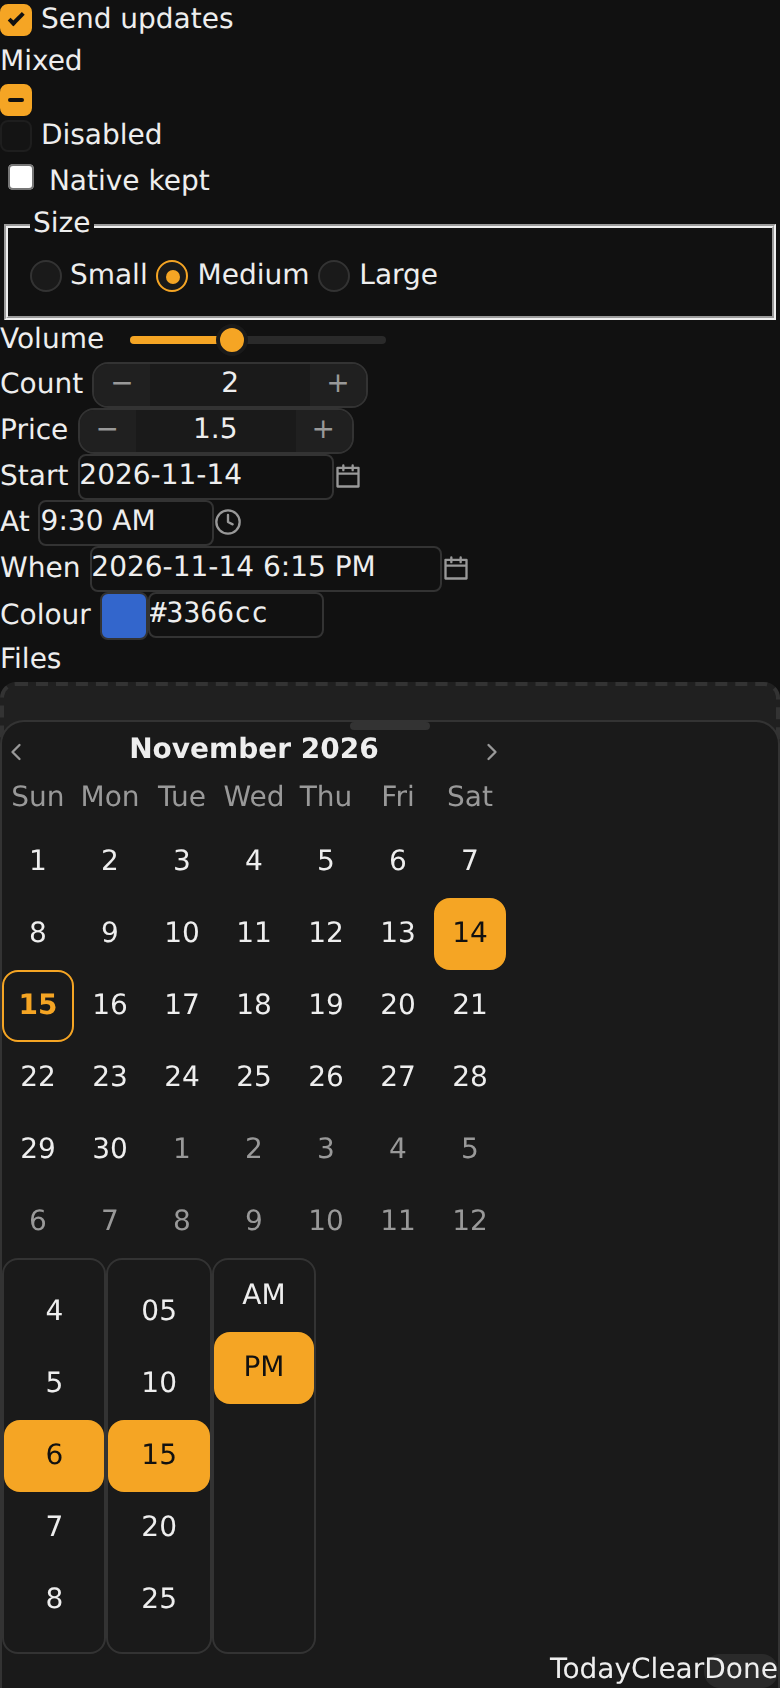 Send updates
Mixed
Disabled
Native kept
Size
Small Medium Large
Volume
Count − 2 +
Price − 1.5 +
Start 2026-11-14
At 9:30 AM
When 2026-11-14 6:15 PM
Colour #3366cc
Files
November 2026
Sun Mon Tue Wed Thu Fri Sat
1 2 3 4 5 6 7
8 9 10 11 12 13 14
15 16 17 18 19 20 21
22 23 24 25 26 27 28
29 30 1 2 3 4 5
6 7 8 9 10 11 12
4 05 AM
5 10 PM
6 15
7 20
8 25
TodayClearDone